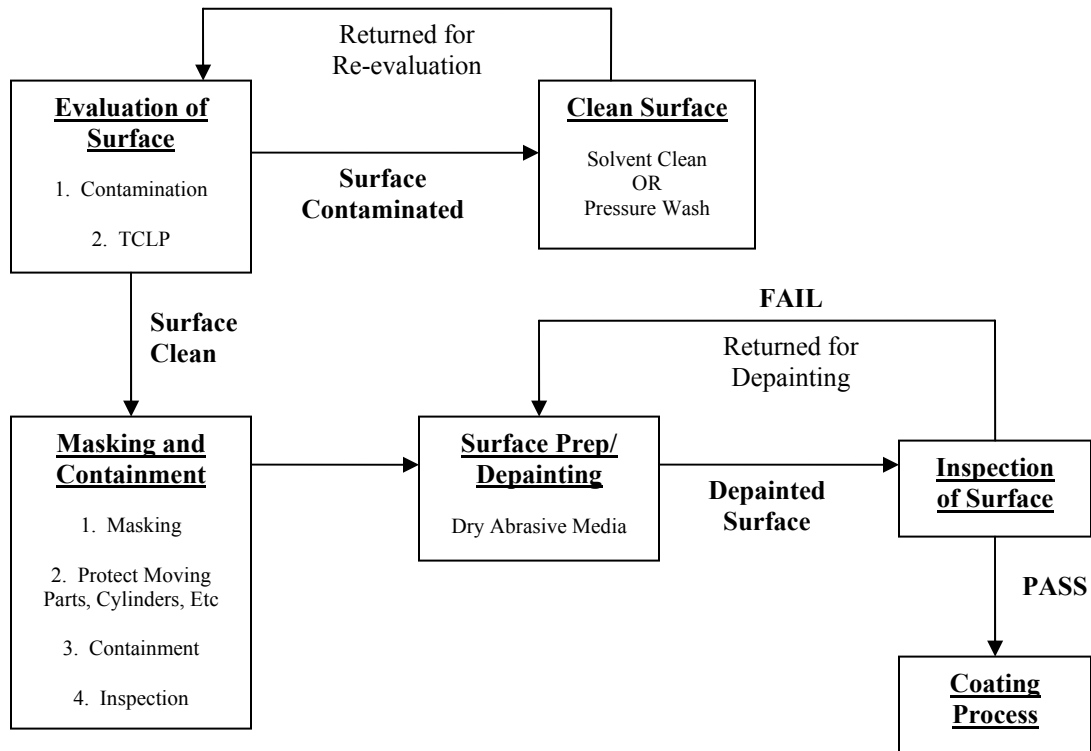 Returned for
Re-evaluation
Evaluation of
Surface
1. Contamination
2. TCLP
Surface
Contaminated
Clean Surface
Solvent Clean
OR
Pressure Wash
Surface
Clean
FAIL
Returned for
Depainting
Masking and
Containment
1. Masking
2. Protect Moving
Parts, Cylinders, Etc
3. Containment
4. Inspection
Surface Prep/
Depainting
Dry Abrasive Media
Depainted
Surface
Inspection
of Surface
PASS
Coating
Process